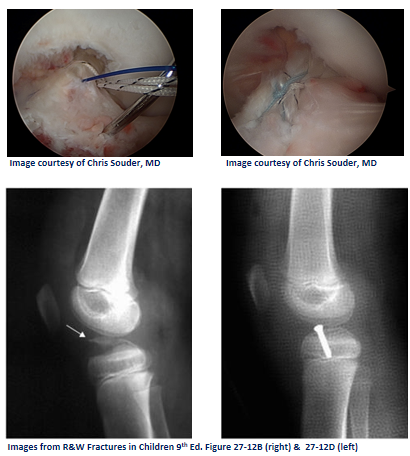 Image courtesy of Chris Souder, MD
Image courtesy of Chris Souder, MD
Images from R&W Fractures in Children 9th Ed. Figure 27-12B (right) & 27-12D (left)